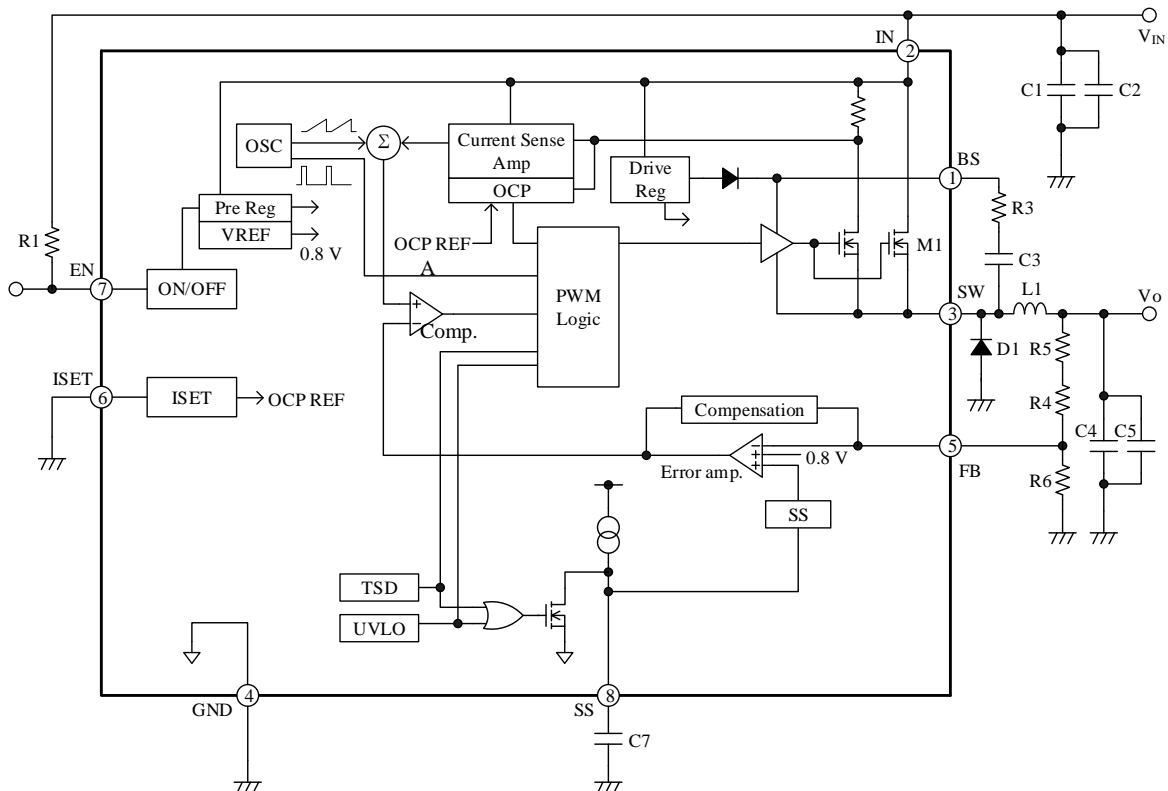 IN
2
V_IN
C1
C2
OSC
Σ
Current Sense
Amp
OCP
BS
1
Drive
Reg
R3
Pre Reg
VREF
0.8 V
OCP REF
R1
M1
C3
EN
7
ON/OFF
A
PWM
Logic
SW
3
L1
Vo
Comp.
D1
R5
ISET
6
ISET
OCP REF
R4
Compensation
C4
C5
0.8 V
5
Error amp.
FB
R6
SS
TSD
UVLO
4
GND
8
SS
C7